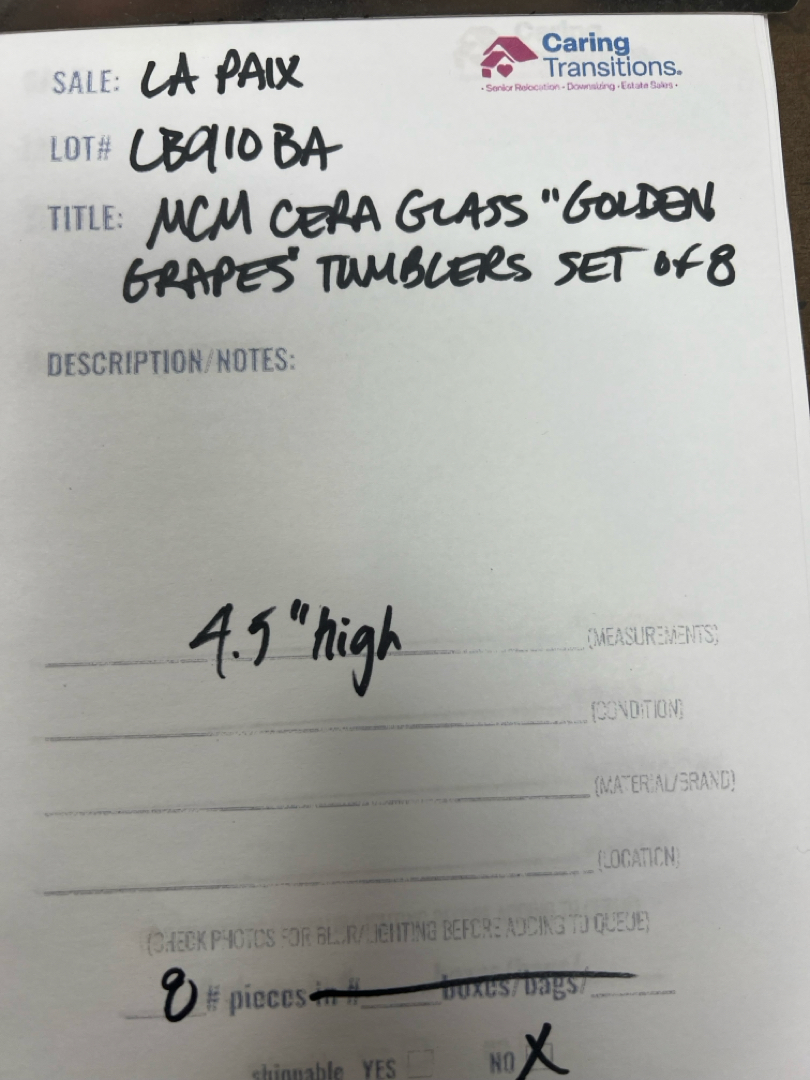 Caring
Transitions.
· Senior Relocation · Downsizing · Estate Sales ·
SALE: LA PAIX
LOT# LB910BA
TITLE: MCM CERA GLASS "GOLDEN
GRAPES" TUMBLERS SET of 8
DESCRIPTION/NOTES:
4.5" high (MEASUREMENTS)
(CONDITION)
(MATERIAL/BRAND)
(LOCATION)
(CHECK PHOTOS FOR BLUR/LIGHTING BEFORE ADDING TO QUEUE)
8 # pieces in # boxes/bags/
shippable YES NO X